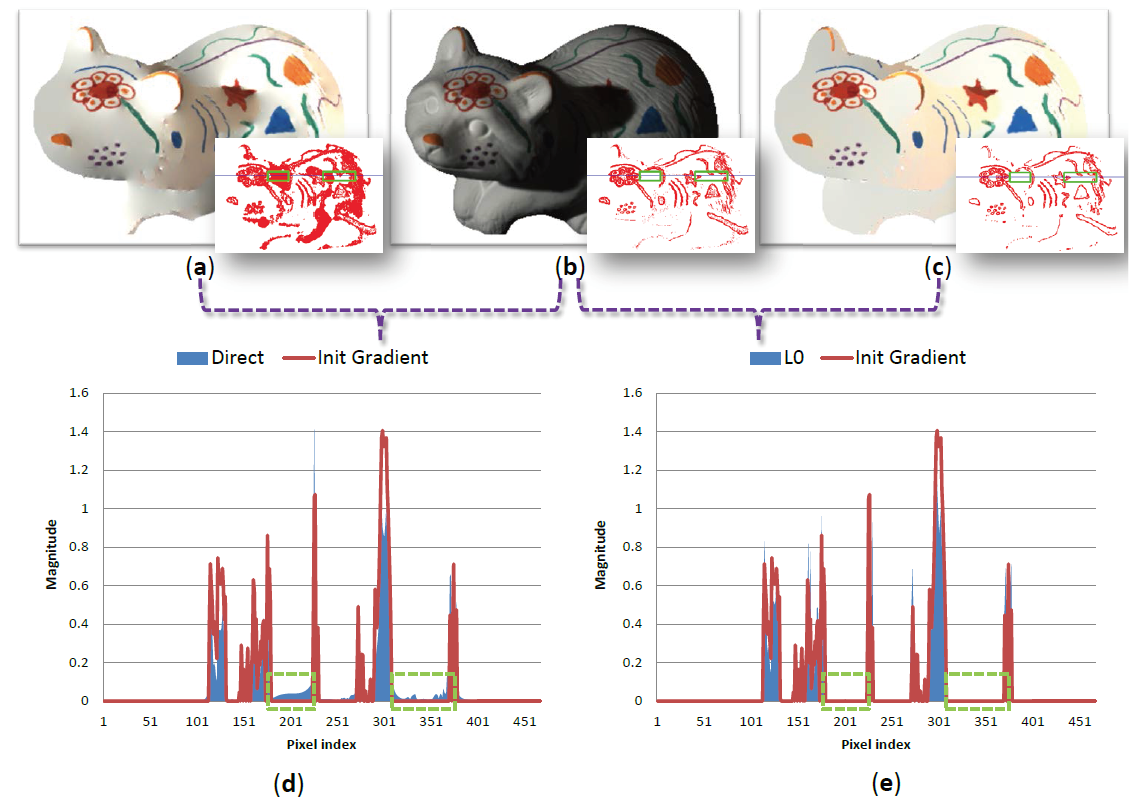 (a) (b) (c)
Direct Init Gradient
L0 Init Gradient
1.6
1.4
1.2
1
0.8
0.6
0.4
0.2
0
Magnitude
1 51 101 151 201 251 301 351 401 451
Pixel index
(d)
1.6
1.4
1.2
1
0.8
0.6
0.4
0.2
0
Magnitude
1 51 101 151 201 251 301 351 401 451
Pixel index
(e)